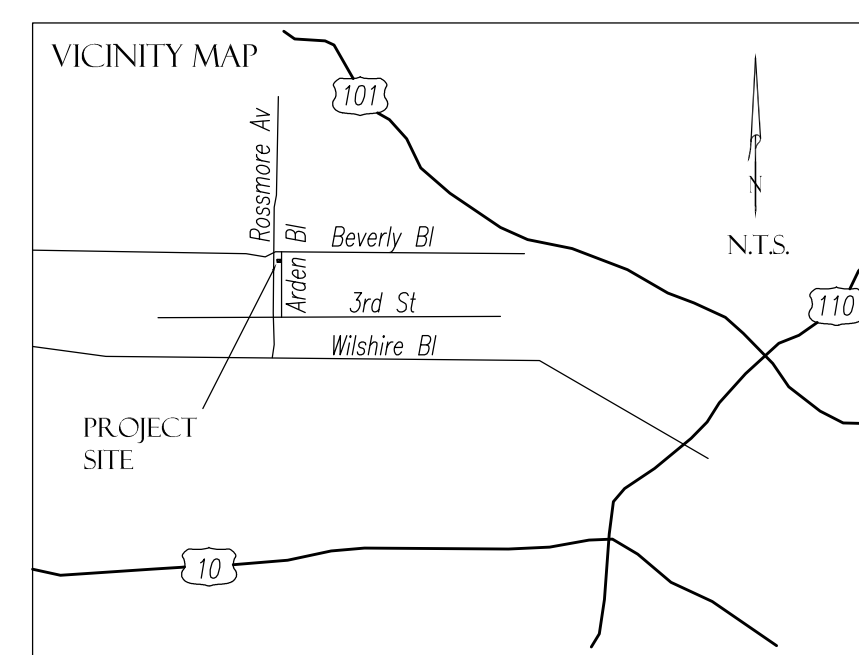 VICINITY MAP
101
Rossmore Av
N
N.T.S.
Beverly Bl
Arden Bl
3rd St
110
Wilshire Bl
PROJECT
SITE
10